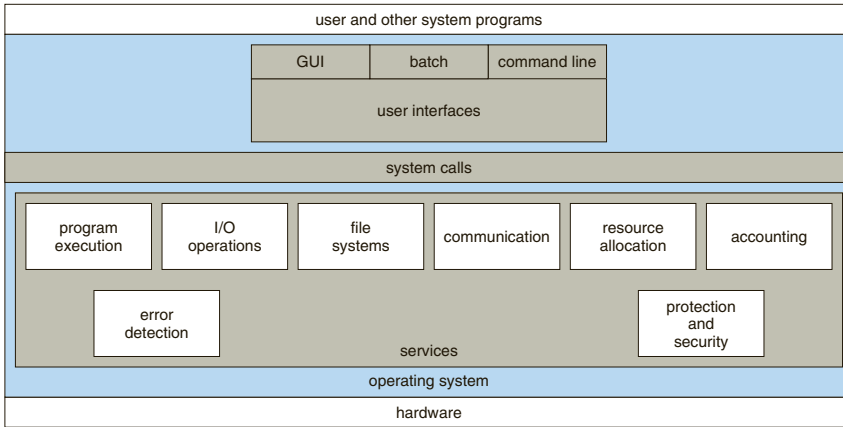 user and other system programs
GUI
batch
command line
user interfaces
system calls
program
execution
I/O
operations
file
systems
communication
resource
allocation
accounting
error
detection
protection
and
security
services
operating system
hardware